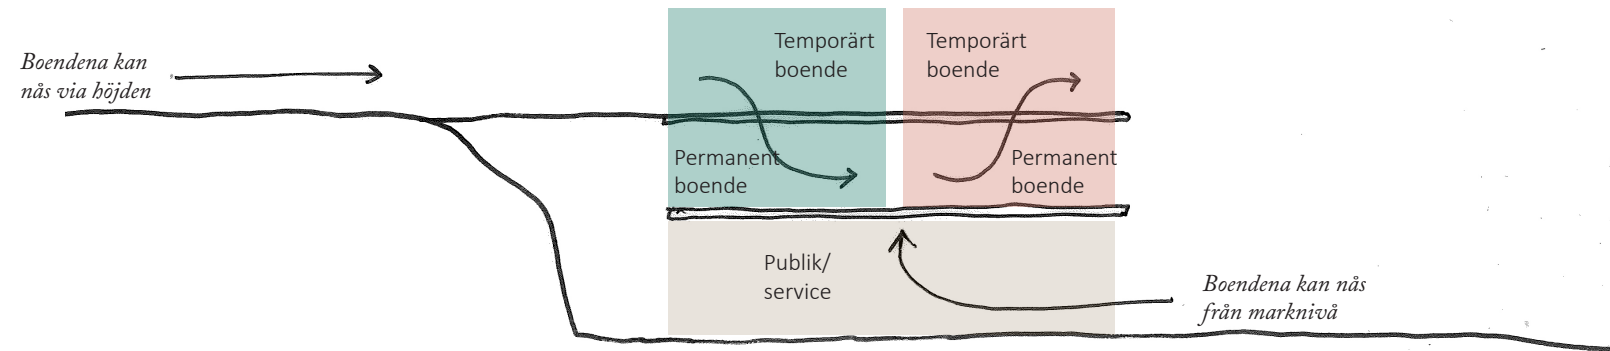 Boendena kan
nås via höjden
Temporärt
boende
Temporärt
boende
Permanent
boende
Permanent
boende
Publik/
service
Boendena kan nås
från marknivå